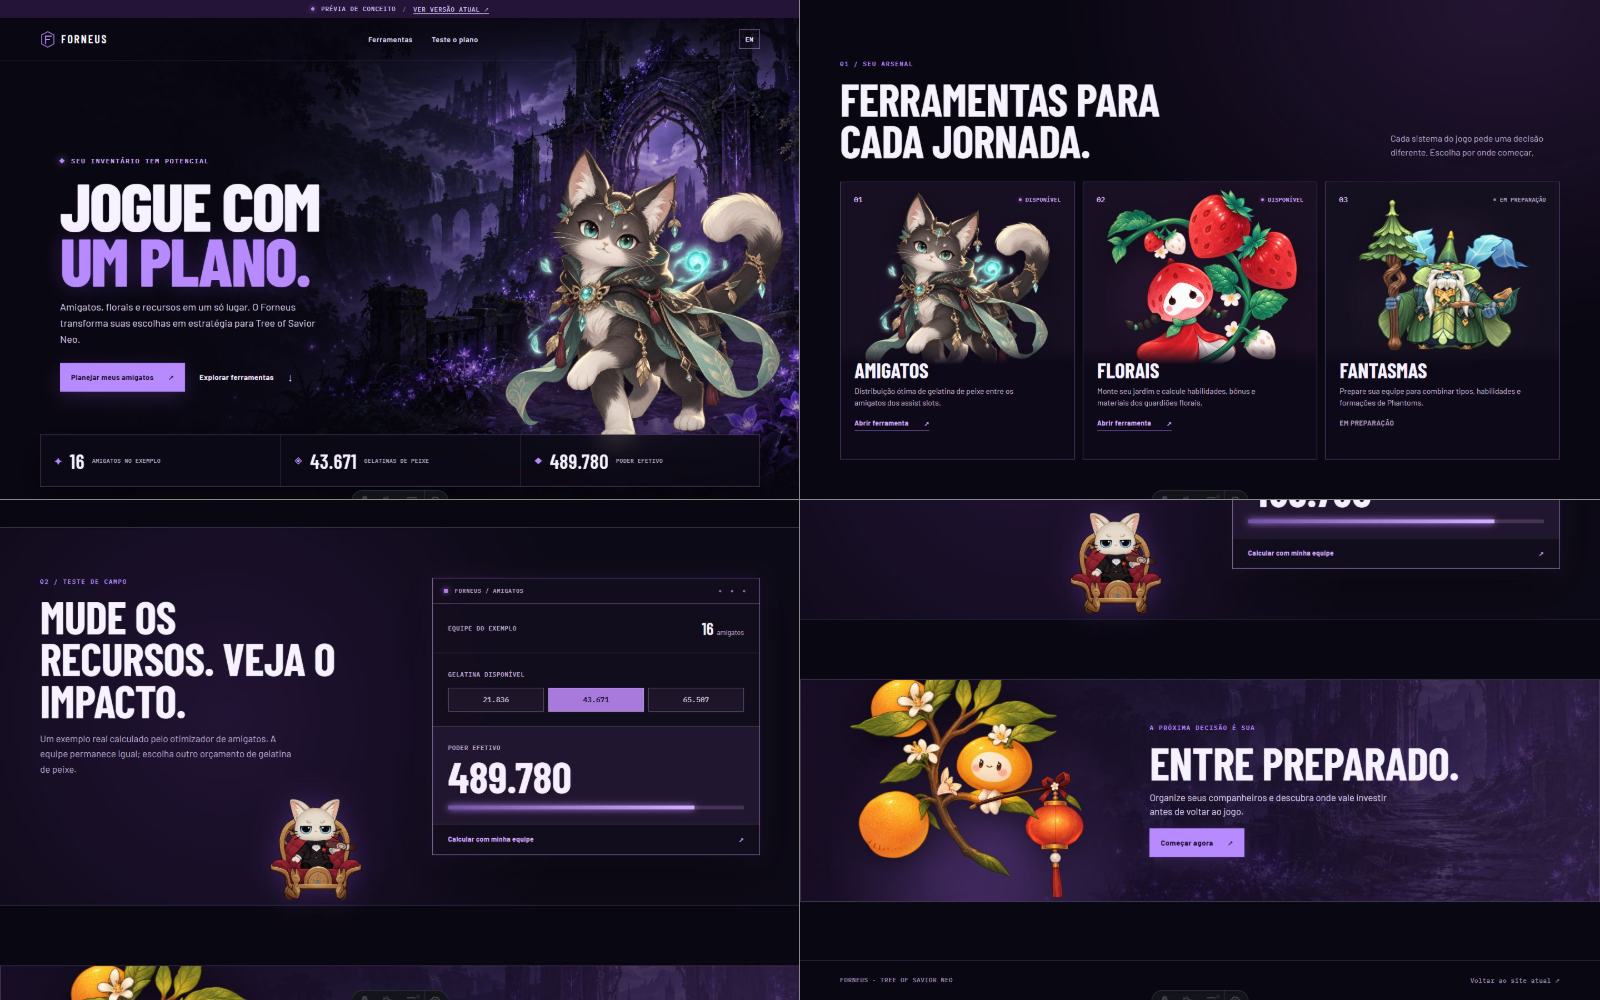 PRÉVIA DE CONCEITO / VER VERSÃO ATUAL ↗
FORNEUS
Ferramentas Teste o plano
EN
SEU INVENTÁRIO TEM POTENCIAL
JOGUE COM
UM PLANO.
Amigatos, florais e recursos em um só lugar. O Forneus
transforma suas escolhas em estratégia para Tree of Savior
Neo.
Planejar meus amigatos ↗ Explorar ferramentas ↓
16 AMIGATOS NO EXEMPLO
43.671 GELATINAS DE PEIXE
489.780 PODER EFETIVO
01 / SEU ARSENAL
FERRAMENTAS PARA
CADA JORNADA.
Cada sistema do jogo pede uma decisão
diferente. Escolha por onde começar.
01 DISPONÍVEL
AMIGATOS
Distribuição ótima de gelatina de peixe entre os
amigatos dos assist slots.
Abrir ferramenta ↗
02 DISPONÍVEL
FLORAIS
Monte seu jardim e calcule habilidades, bônus e
materiais dos guardiões florais.
Abrir ferramenta ↗
03 EM PREPARAÇÃO
FANTASMAS
Prepare sua equipe para combinar tipos, habilidades e
formações de Phantoms.
EM PREPARAÇÃO
02 / TESTE DE CAMPO
MUDE OS
RECURSOS. VEJA O
IMPACTO.
Um exemplo real calculado pelo otimizador de amigatos. A
equipe permanece igual; escolha outro orçamento de gelatina
de peixe.
FORNEUS / AMIGATOS
EQUIPE DO EXEMPLO
16 amigatos
GELATINA DISPONÍVEL
21.836 43.671 65.507
PODER EFETIVO
489.780
Calcular com minha equipe ↗
Calcular com minha equipe ↗
A PRÓXIMA DECISÃO É SUA
ENTRE PREPARADO.
Organize seus companheiros e descubra onde vale investir
antes de voltar ao jogo.
Começar agora ↗
FORNEUS - TREE OF SAVIOR NEO
Voltar ao site atual ↗